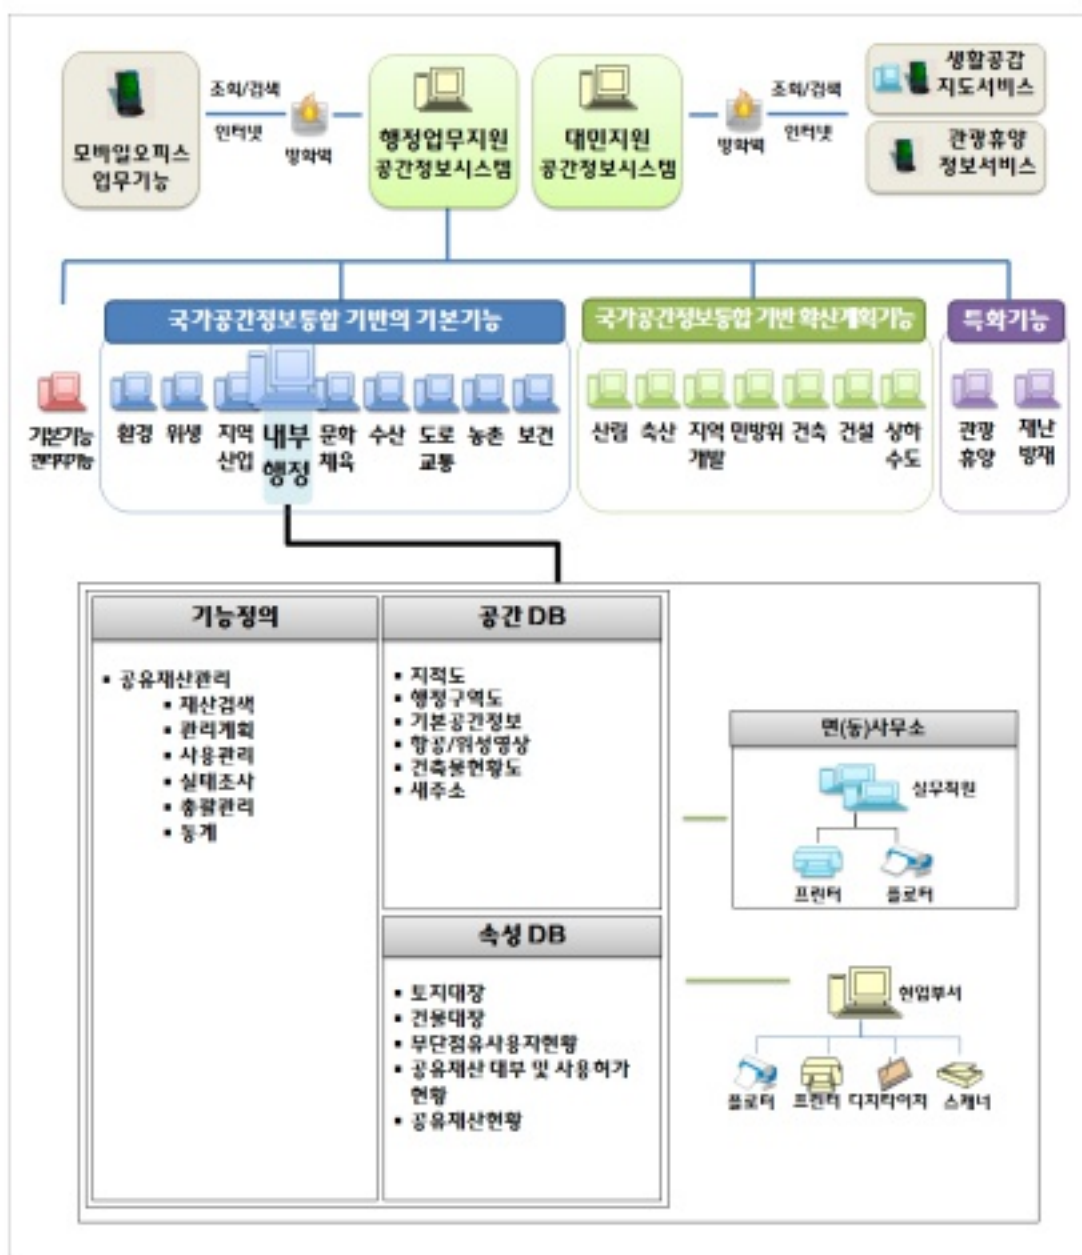 모바일오피스
업무기능
조회/검색
인터넷
방화벽
행정업무지원
공간정보시스템
대민지원
공간정보시스템
방화벽
조회/검색
인터넷
생활공감
지도서비스
관광휴양
정보서비스
국가공간정보통합 기반의 기본기능
국가공간정보통합 기반 확산계획기능
특화기능
기본기능
관리자기능
환경
위생
지역
산업
내부
행정
문화
체육
수산
도로
교통
농촌
보건
산림
축산
지역
개발
민방위
건축
건설
상하
수도
관광
휴양
재난
방재
기능정의
▪ 공유재산관리
▪ 재산검색
▪ 관리계획
▪ 사용관리
▪ 실태조사
▪ 총괄관리
▪ 통계
공간 DB
▪ 지적도
▪ 행정구역도
▪ 기본공간정보
▪ 항공/위성영상
▪ 건축물현황도
▪ 새주소
속성 DB
▪ 토지대장
▪ 건물대장
▪ 무단점유사용자현황
▪ 공유재산 대부 및 사용허가
현황
▪ 공유재산현황
면(동)사무소
실무직원
프린터
플로터
현업부서
플로터
프린터
디지타이저
스캐너